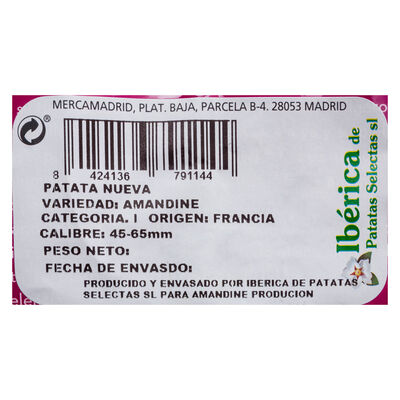 MERCAMADRID, PLAT. BAJA, PARCELA B-4. 28053 MADRID
8 424136 791144
PATATA NUEVA
VARIEDAD: AMANDINE
CATEGORIA. I ORIGEN: FRANCIA
CALIBRE: 45-65mm
PESO NETO:
FECHA DE ENVASDO:
PRODUCIDO Y ENVASADO POR IBERICA DE PATATAS
SELECTAS SL PARA AMANDINE PRODUCION
Ibérica de
Patatas Selectas sl